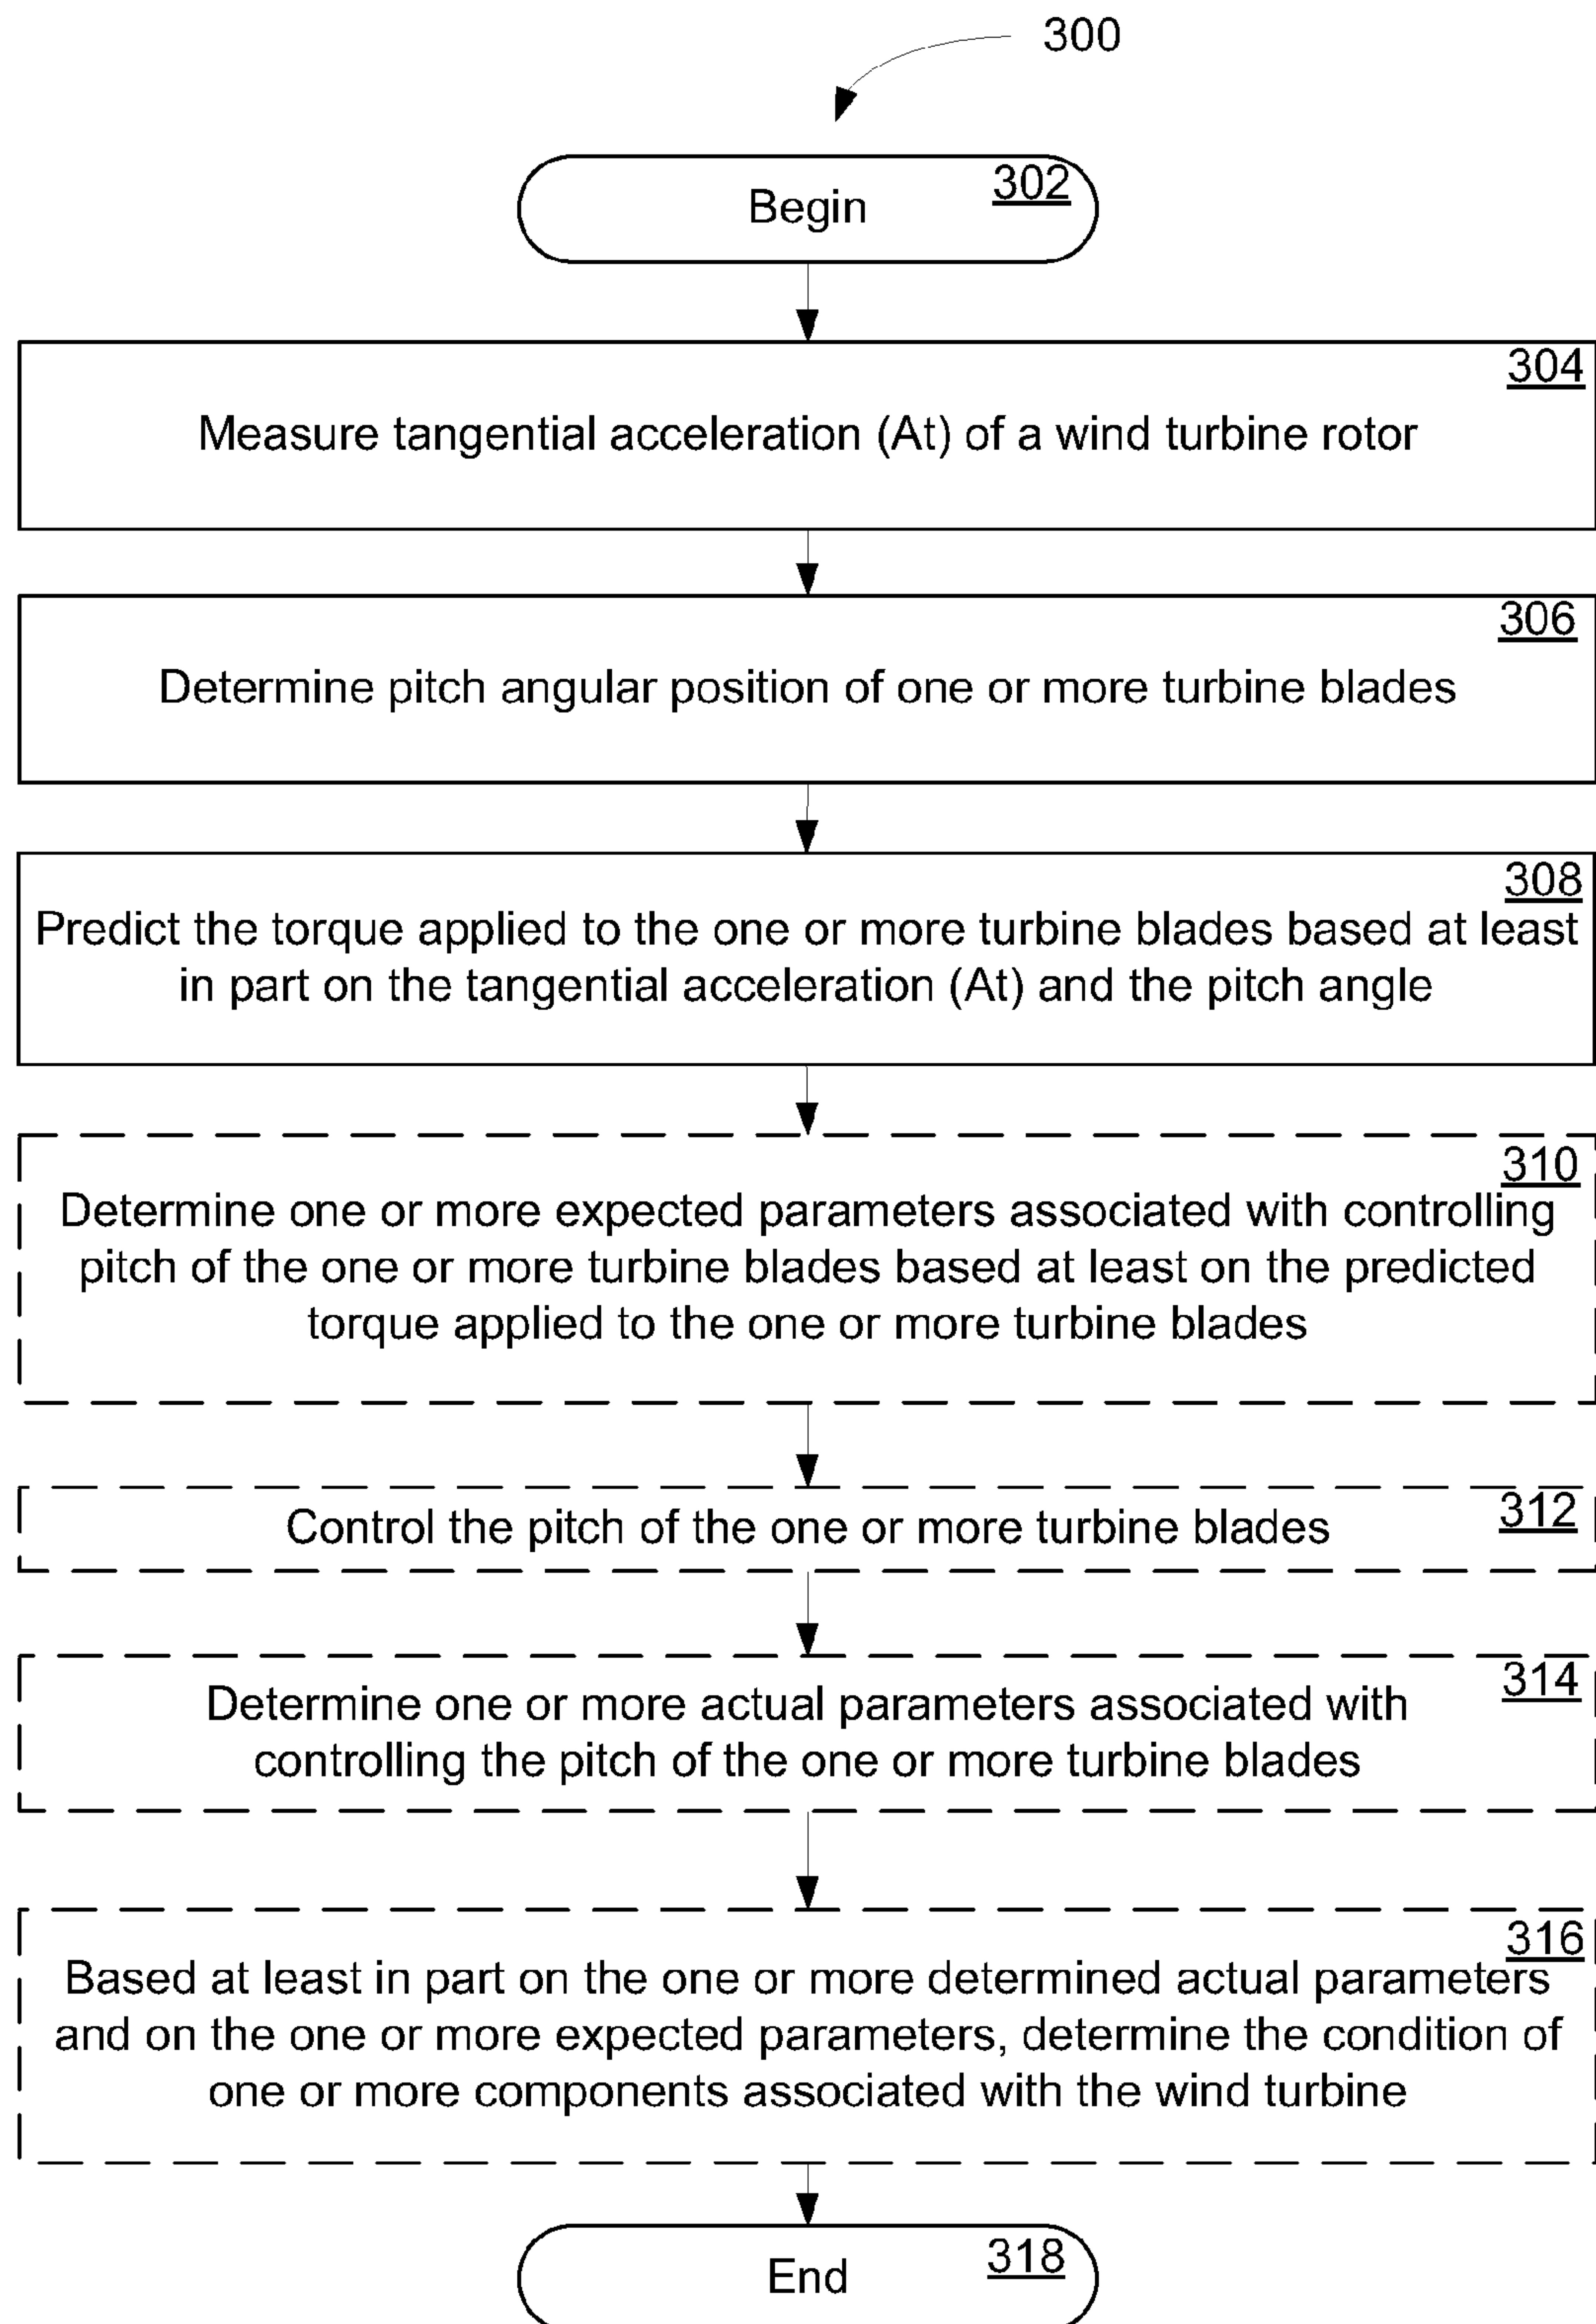 300
302
Begin
304
Measure tangential acceleration (At) of a wind turbine rotor
306
Determine pitch angular position of one or more turbine blades
308
Predict the torque applied to the one or more turbine blades based at least
in part on the tangential acceleration (At) and the pitch angle
310
Determine one or more expected parameters associated with controlling
pitch of the one or more turbine blades based at least on the predicted
torque applied to the one or more turbine blades
312
Control the pitch of the one or more turbine blades
314
Determine one or more actual parameters associated with
controlling the pitch of the one or more turbine blades
316
Based at least in part on the one or more determined actual parameters
and on the one or more expected parameters, determine the condition of
one or more components associated with the wind turbine
318
End